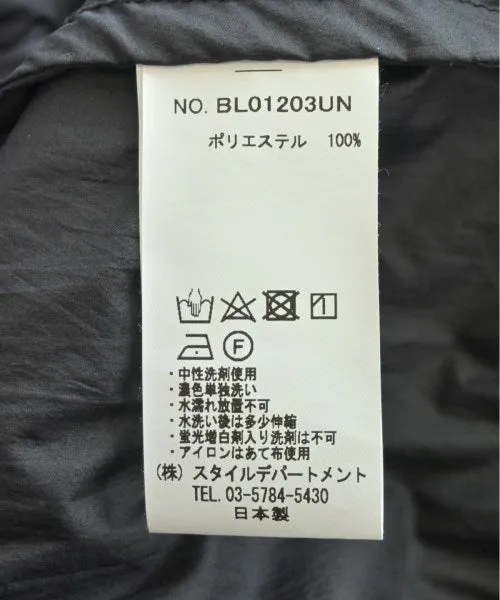 NO. BL01203UN
ポリエステル 100%
F
・中性洗剤使用
・濃色単独洗い
・水濡れ放置不可
・水洗い後は多少伸縮
・蛍光増白剤入り洗剤は不可
・アイロンはあて布使用
(株) スタイルデパートメント
TEL. 03-5784-5430
日本製